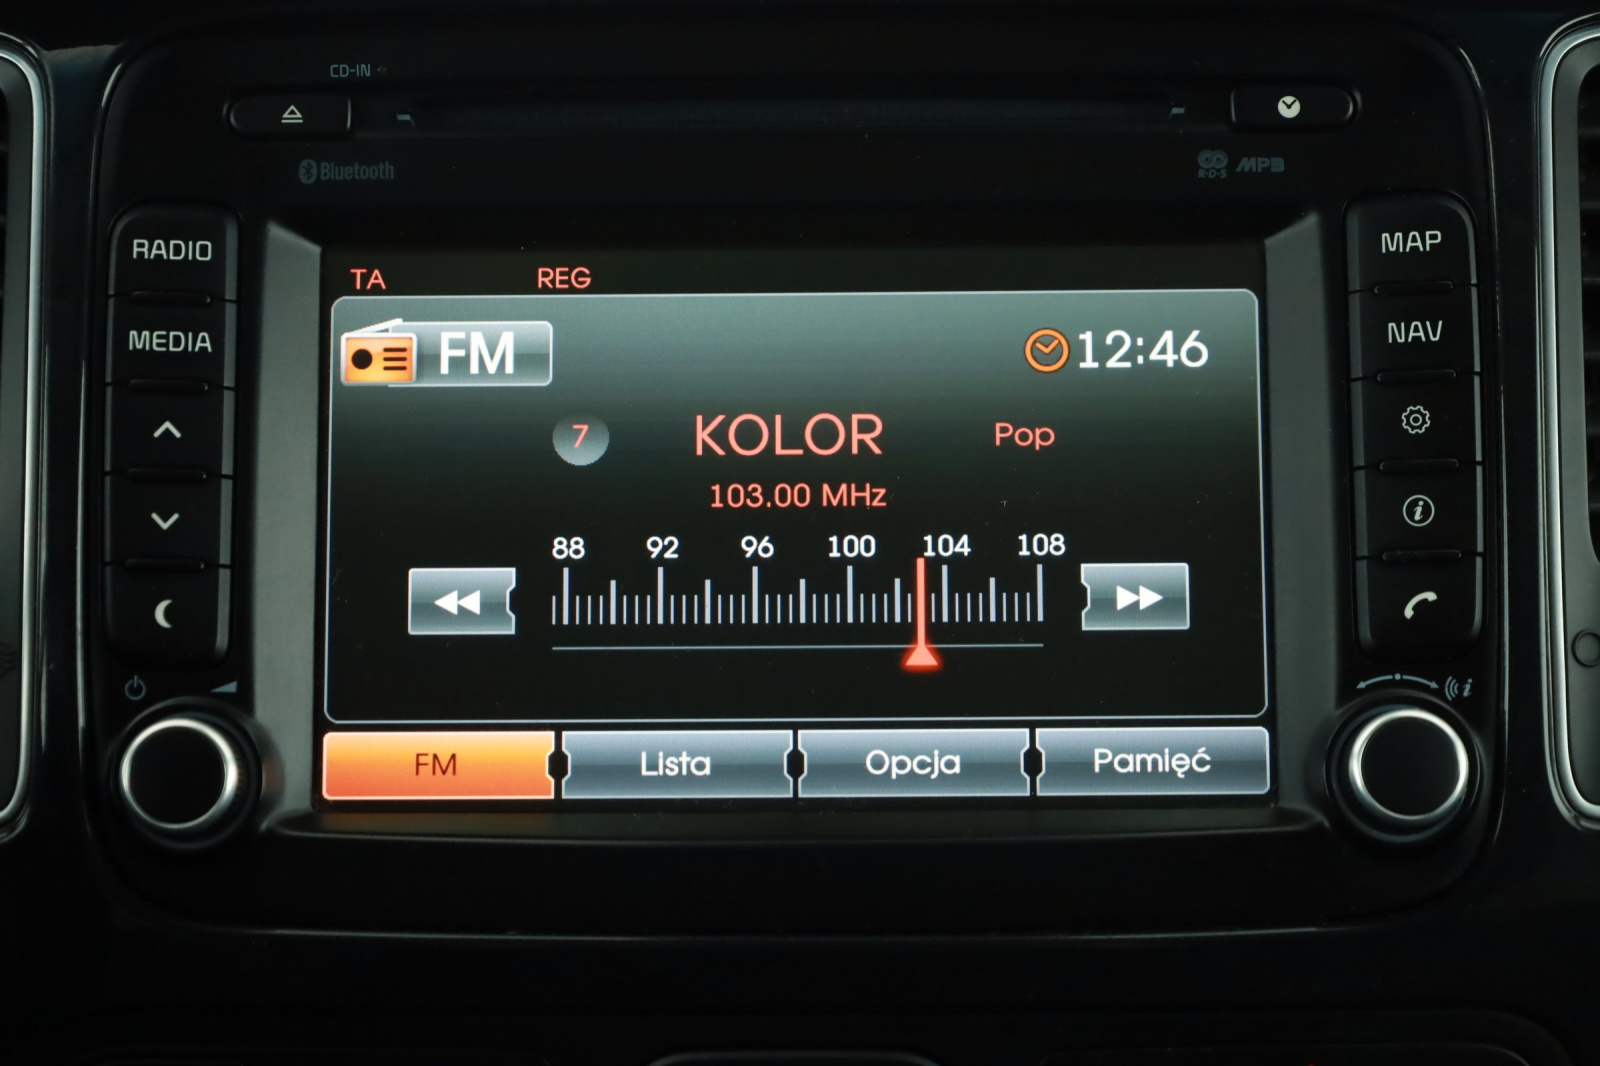 CD-IN
Bluetooth
R·D·S MP3
RADIO
MEDIA
MAP
NAV
TA REG
FM 12:46
7 KOLOR Pop
103.00 MHz
88 92 96 100 104 108
FM Lista Opcja Pamięć